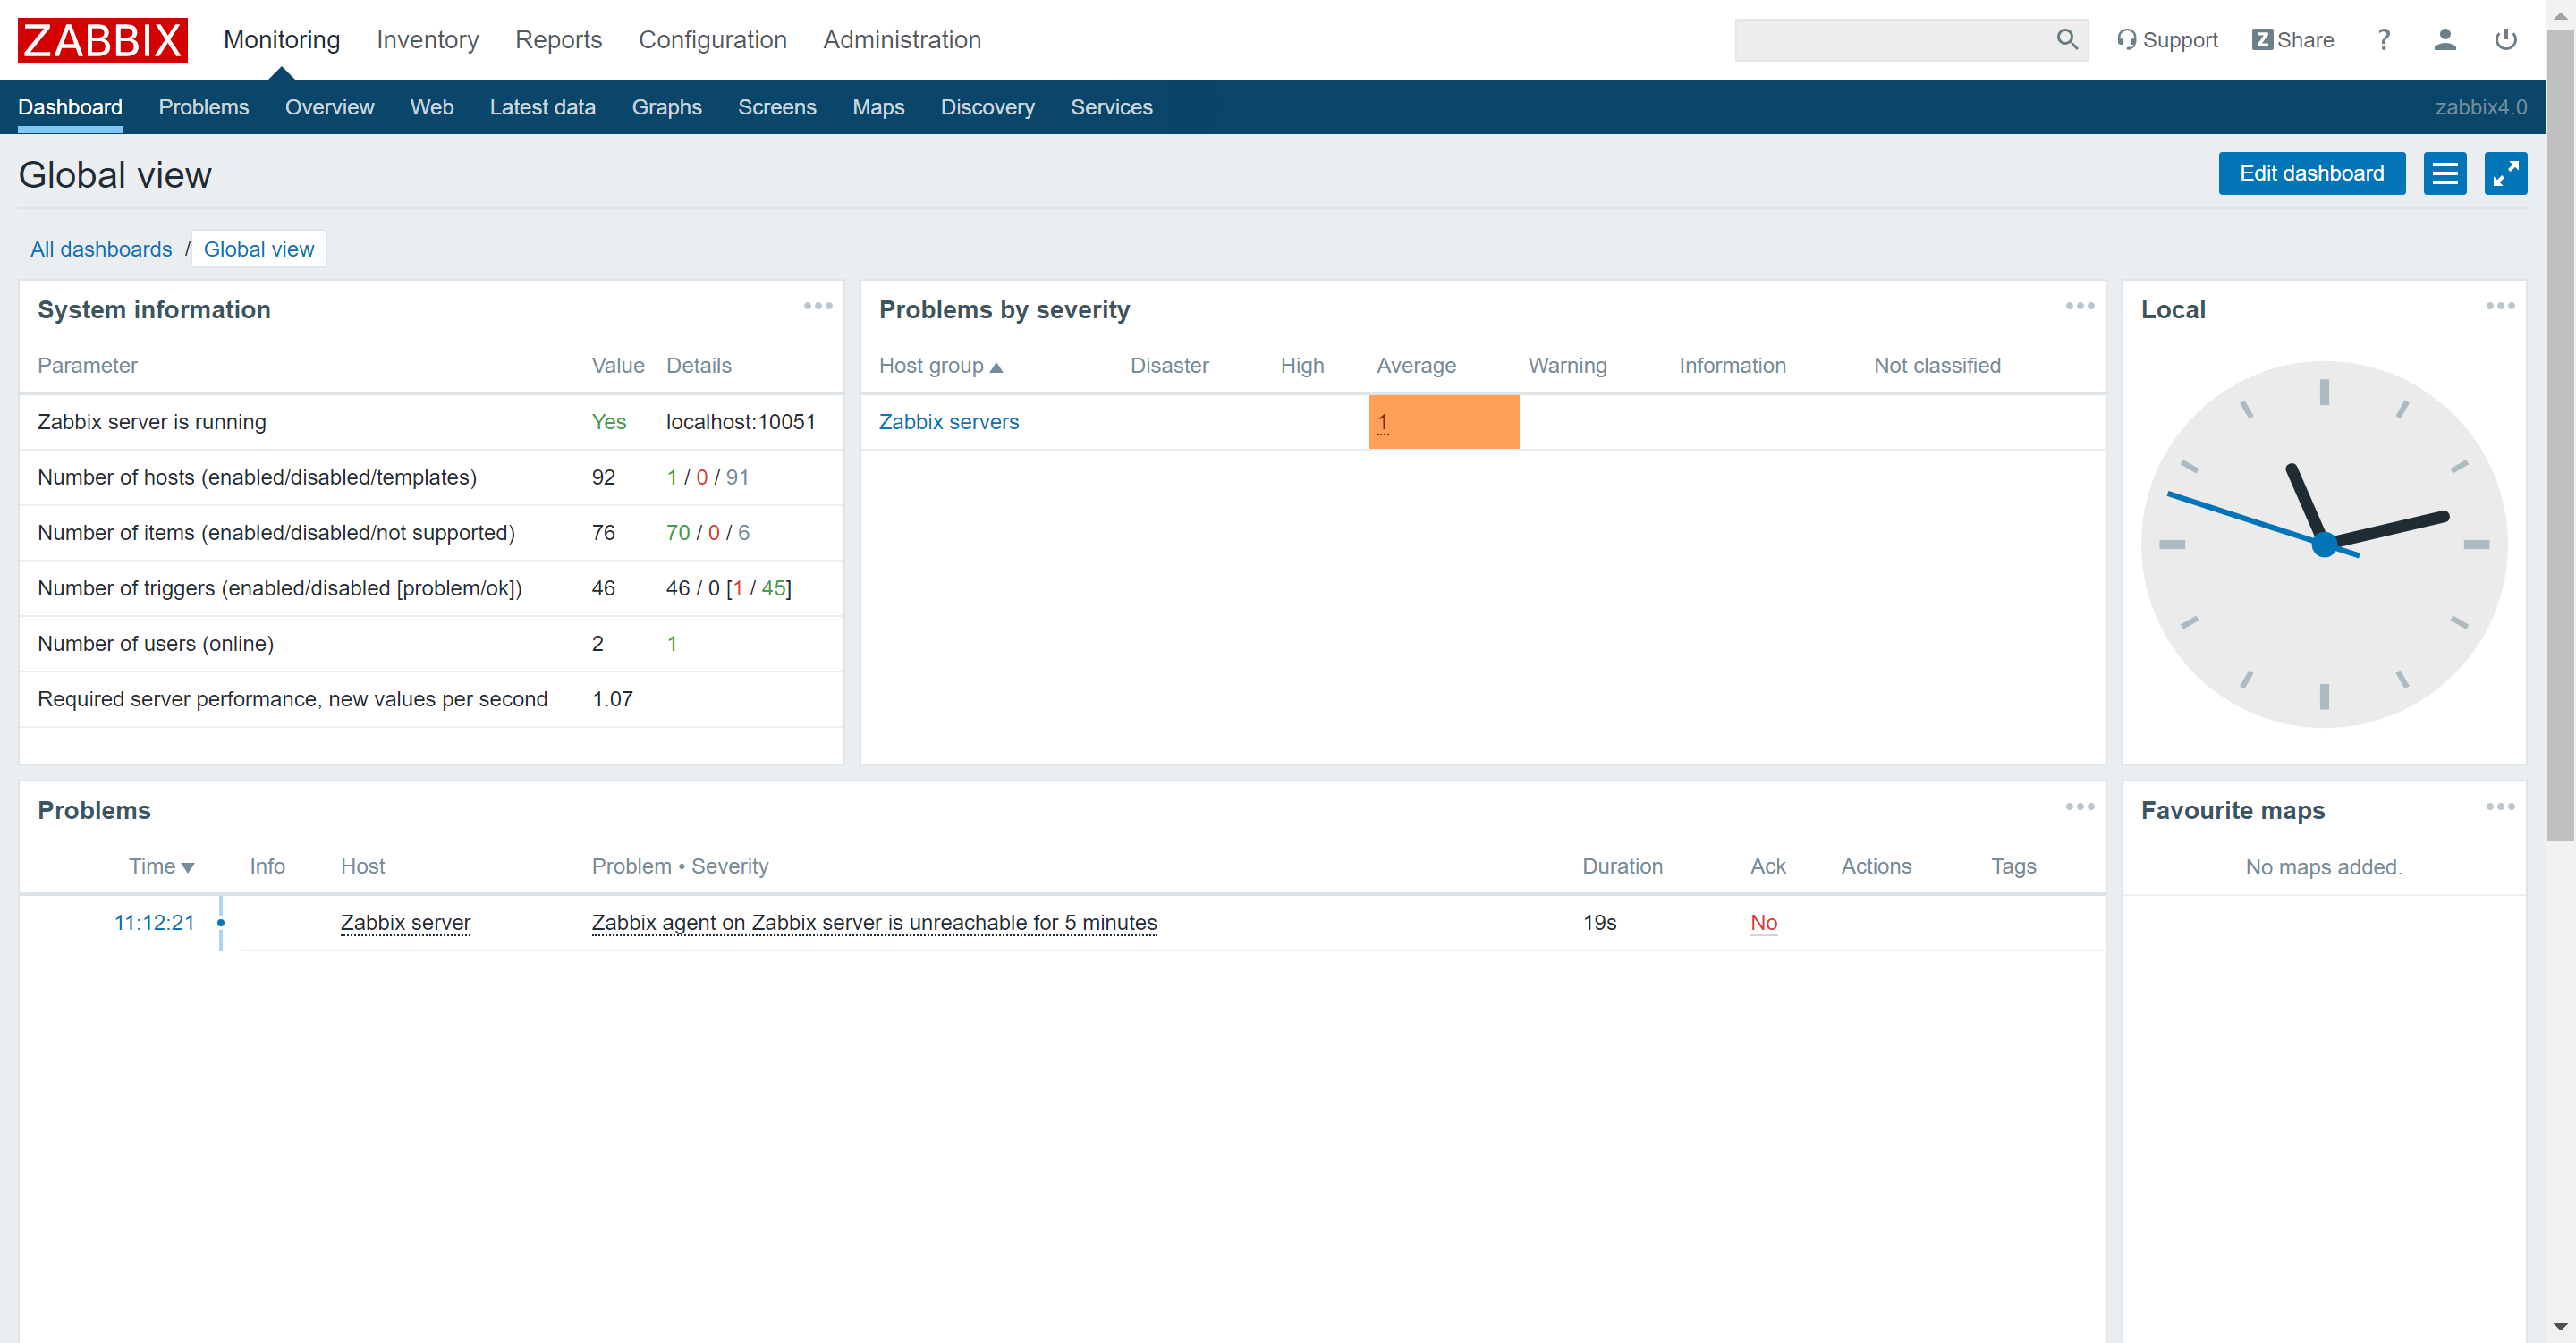 ZABBIX Monitoring Inventory Reports Configuration Administration Support Z Share ?
Dashboard Problems Overview Web Latest data Graphs Screens Maps Discovery Services zabbix4.0
Global view Edit dashboard
All dashboards / Global view
System information
Parameter Value Details
Zabbix server is running Yes localhost:10051
Number of hosts (enabled/disabled/templates) 92 1 / 0 / 91
Number of items (enabled/disabled/not supported) 76 70 / 0 / 6
Number of triggers (enabled/disabled [problem/ok]) 46 46 / 0 [1 / 45]
Number of users (online) 2 1
Required server performance, new values per second 1.07
Problems by severity
Host group Disaster High Average Warning Information Not classified
Zabbix servers 1
Local
Problems
Time Info Host Problem • Severity Duration Ack Actions Tags
11:12:21 Zabbix server Zabbix agent on Zabbix server is unreachable for 5 minutes 19s No
Favourite maps
No maps added.